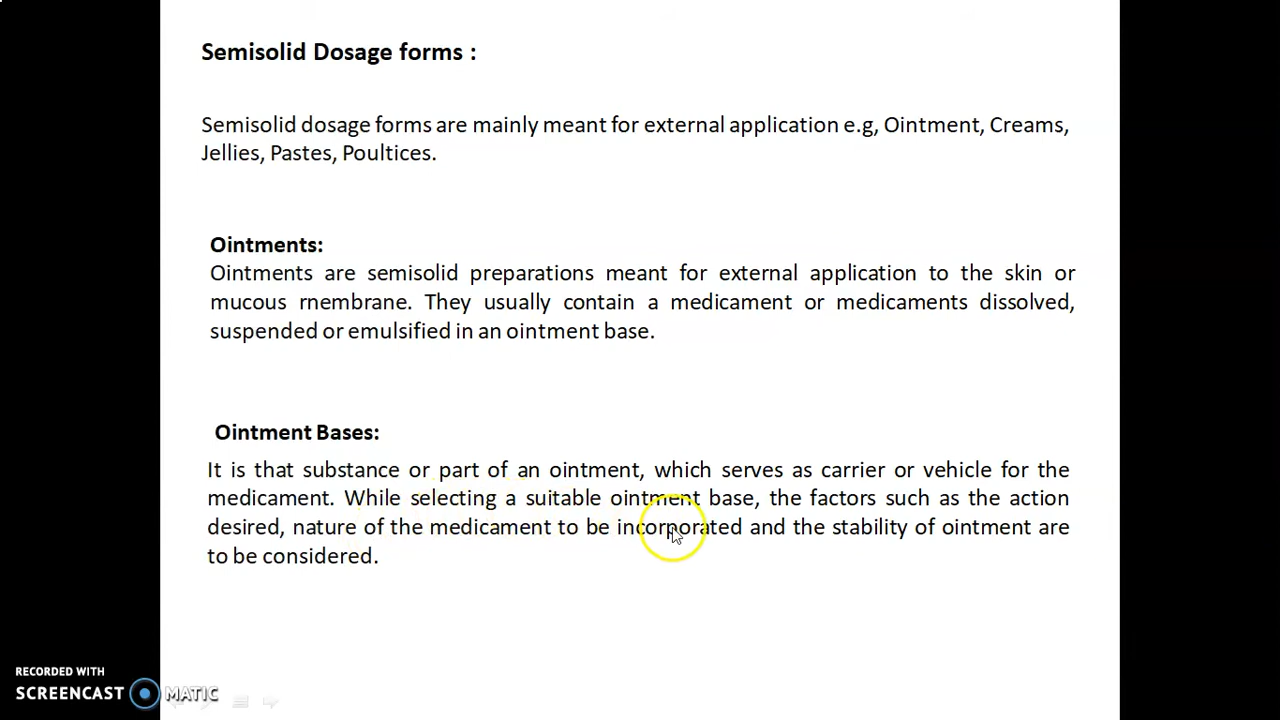 Semisolid Dosage forms :
Semisolid dosage forms are mainly meant for external application e.g, Ointment, Creams,
Jellies, Pastes, Poultices.
Ointments:
Ointments are semisolid preparations meant for external application to the skin or
mucous rnembrane. They usually contain a medicament or medicaments dissolved,
suspended or emulsified in an ointment base.
Ointment Bases:
It is that substance or part of an ointment, which serves as carrier or vehicle for the
medicament. While selecting a suitable ointment base, the factors such as the action
desired, nature of the medicament to be incorporated and the stability of ointment are
to be considered.
RECORDED WITH
SCREENCAST MATIC